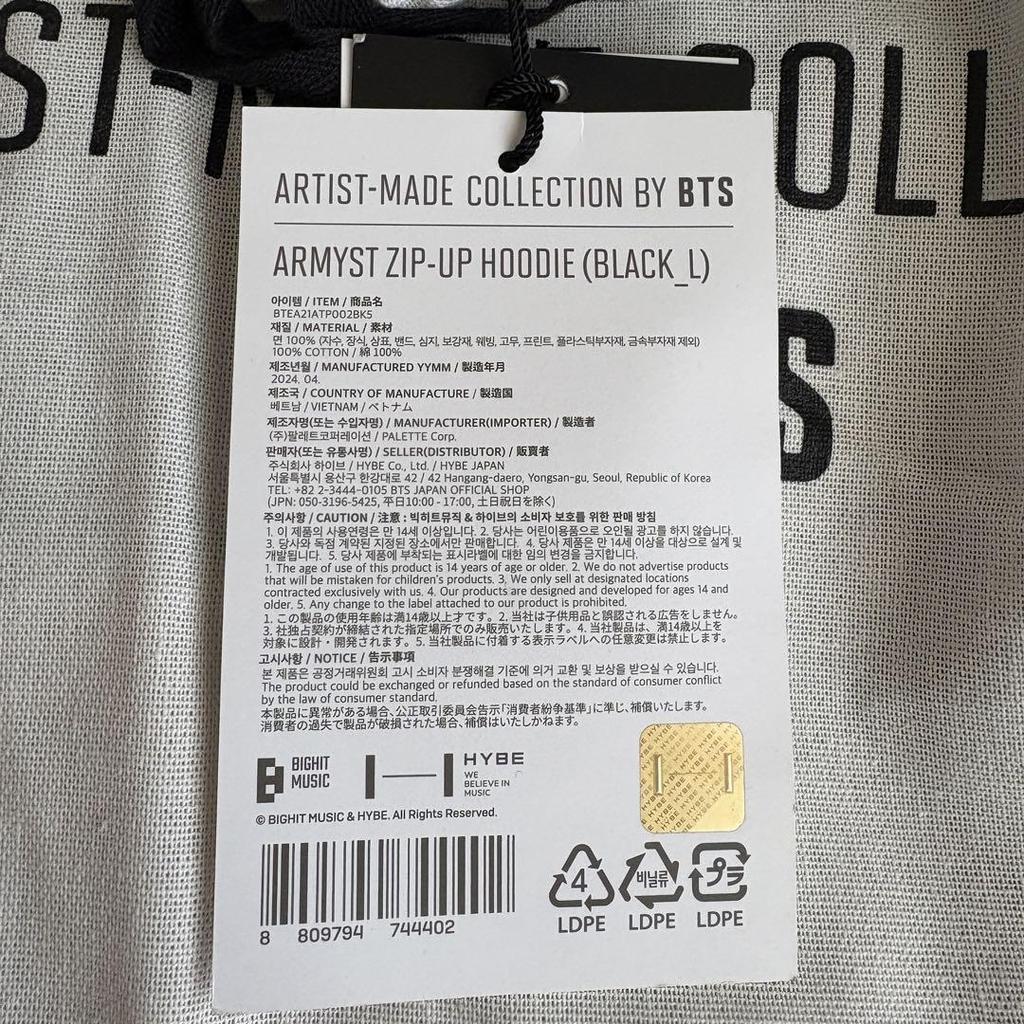 ST-M
COLL
S
ARTIST-MADE COLLECTION BY BTS
ARMYST ZIP-UP HOODIE (BLACK_L)
아이템 / ITEM / 商品名
BTEA21ATP002BK5
재질 / MATERIAL / 素材
면 100% (자수, 장식, 상표, 밴드, 심지, 보강재, 웨빙, 고무, 프린트, 플라스틱부자재, 금속부자재 제외)
100% COTTON / 綿 100%
제조년월 / MANUFACTURED YYMM / 製造年月
2024. 04.
제조국 / COUNTRY OF MANUFACTURE / 製造国
베트남 / VIETNAM / ベトナム
제조자명(또는 수입자명) / MANUFACTURER(IMPORTER) / 製造者
(주)팔레트코퍼레이션 / PALETTE Corp.
판매자(또는 유통사명) / SELLER(DISTRIBUTOR) / 販賣者
주식회사 하이브 / HYBE Co., Ltd. / HYBE JAPAN
서울특별시 용산구 한강대로 42 / 42 Hangang-daero, Yongsan-gu, Seoul, Republic of Korea
TEL: +82 2-3444-0105 BTS JAPAN OFFICIAL SHOP
(JPN: 050-3196-5425, 平日10:00 - 17:00, 土日祝日を除く)
주의사항 / CAUTION / 注意 : 빅히트뮤직 & 하이브의 소비자 보호를 위한 판매 방침
1. 이 제품의 사용연령은 만 14세 이상입니다. 2. 당사는 어린이용품으로 오인될 광고를 하지 않습니다.
3. 당사와 독점 계약된 지정된 장소에서만 판매합니다. 4. 당사 제품은 만 14세 이상을 대상으로 설계 및
개발됩니다. 5. 당사 제품에 부착되는 표시라벨에 대한 임의 변경을 금지합니다.
1. The age of use of this product is 14 years of age or older. 2. We do not advertise products
that will be mistaken for children's products. 3, We only sell at designated locations
contracted exclusively with us. 4. Our products are designed and developed for ages 14 and
older. 5. Any change to the label attached to our product is prohibited.
1. この製品の使用年齢は満14歳以上才です。2. 当社は子供用品と誤認される広告をしません。
3. 社独占契約が締結された指定場所でのみ販売いたします。4. 当社製品は、満14歳以上を
対象に設計・開発されます。5. 当社製品に付着する表示ラベルへの任意変更は禁止します。
고시사항 / NOTICE / 告示事項
본 제품은 공정거래위원회 고시 소비자 분쟁해결 기준에 의거 교환 및 보상을 받으실 수 있습니다.
The product could be exchanged or refunded based on the standard of consumer conflict
by the law of consumer standard.
本製品に異常がある場合、公正取引委員会告示「消費者紛争基準」に準じ、補償いたします。
消費者の過失で製品が破損された場合、補償はいたしかねます。
BIGHIT
MUSIC
HYBE
WE
BELIEVE IN
MUSIC
© BIGHIT MUSIC & HYBE. All Rights Reserved.
8 809794 744402
4
LDPE
비닐류
LDPE
プラ
LDPE